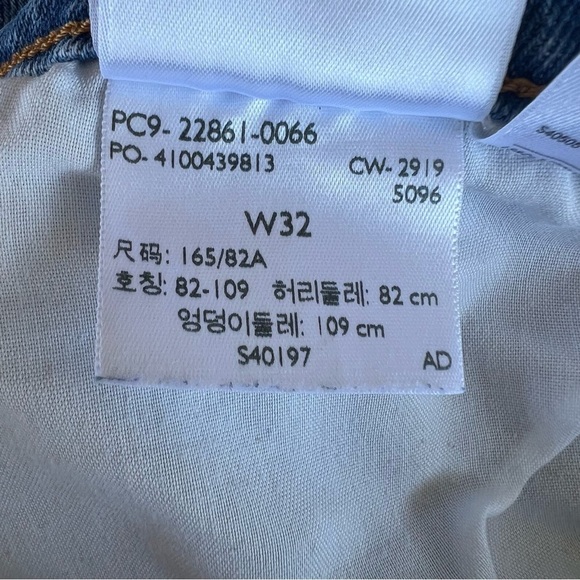 PC9- 22861-0066
PO- 4100439813 CW- 2919
5096
W32
尺码: 165/82A
호칭: 82-109 허리둘레: 82 cm
엉덩이둘레: 109 cm
S40197 AD